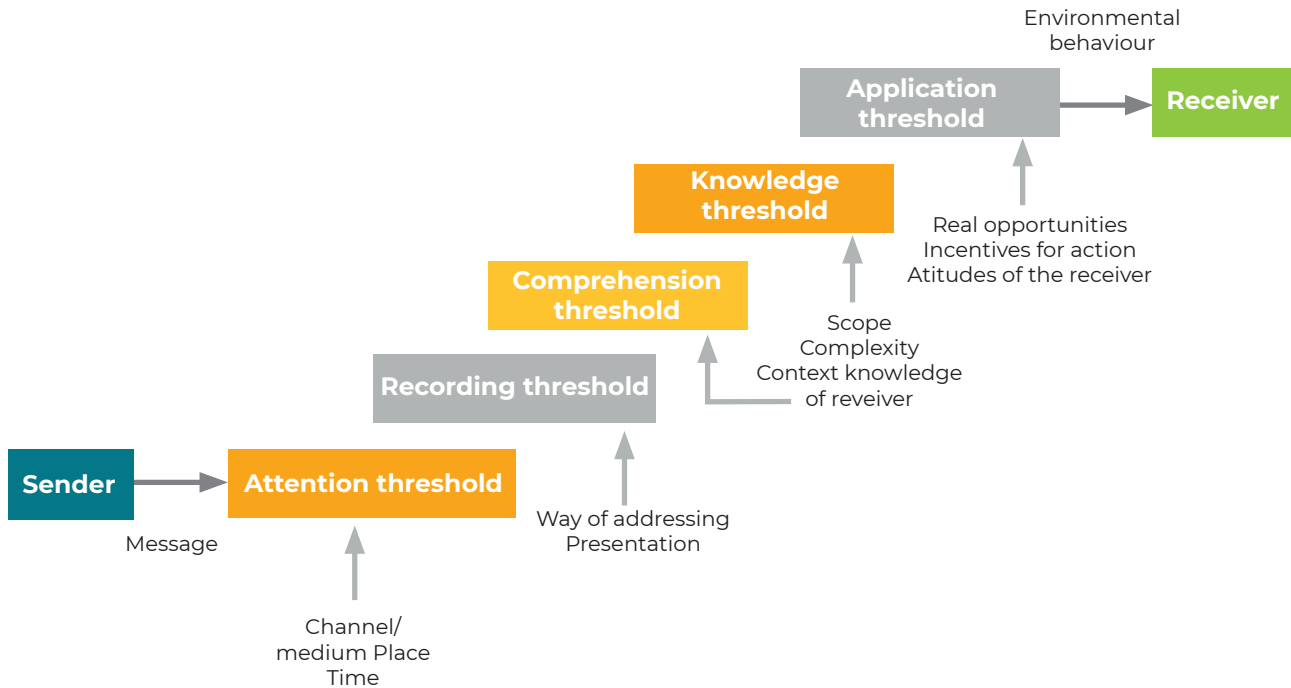 Environmental
behaviour
Application
threshold
Receiver
Knowledge
threshold
Real opportunities
Incentives for action
Atitudes of the receiver
Comprehension
threshold
Scope
Complexity
Context knowledge
of reveiver
Recording threshold
Sender
Attention threshold
Message
Way of addressing
Presentation
Channel/
medium Place
Time